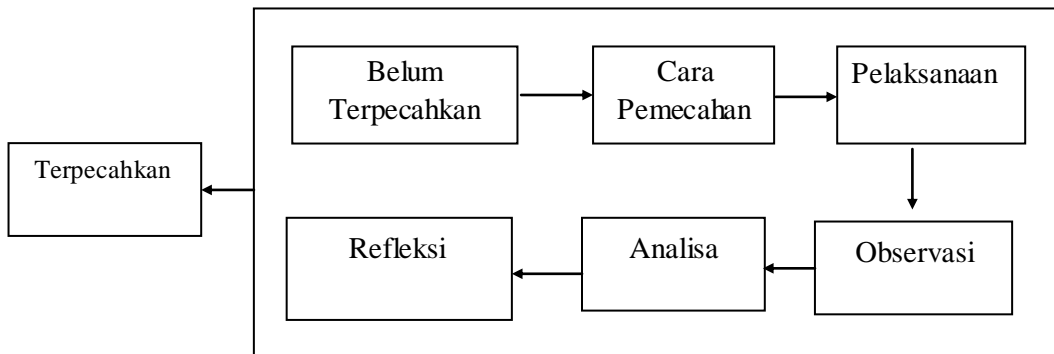 Belum
Terpecahkan
Cara
Pemecahan
Pelaksanaan
Terpecahkan
Refleksi
Analisa
Observasi